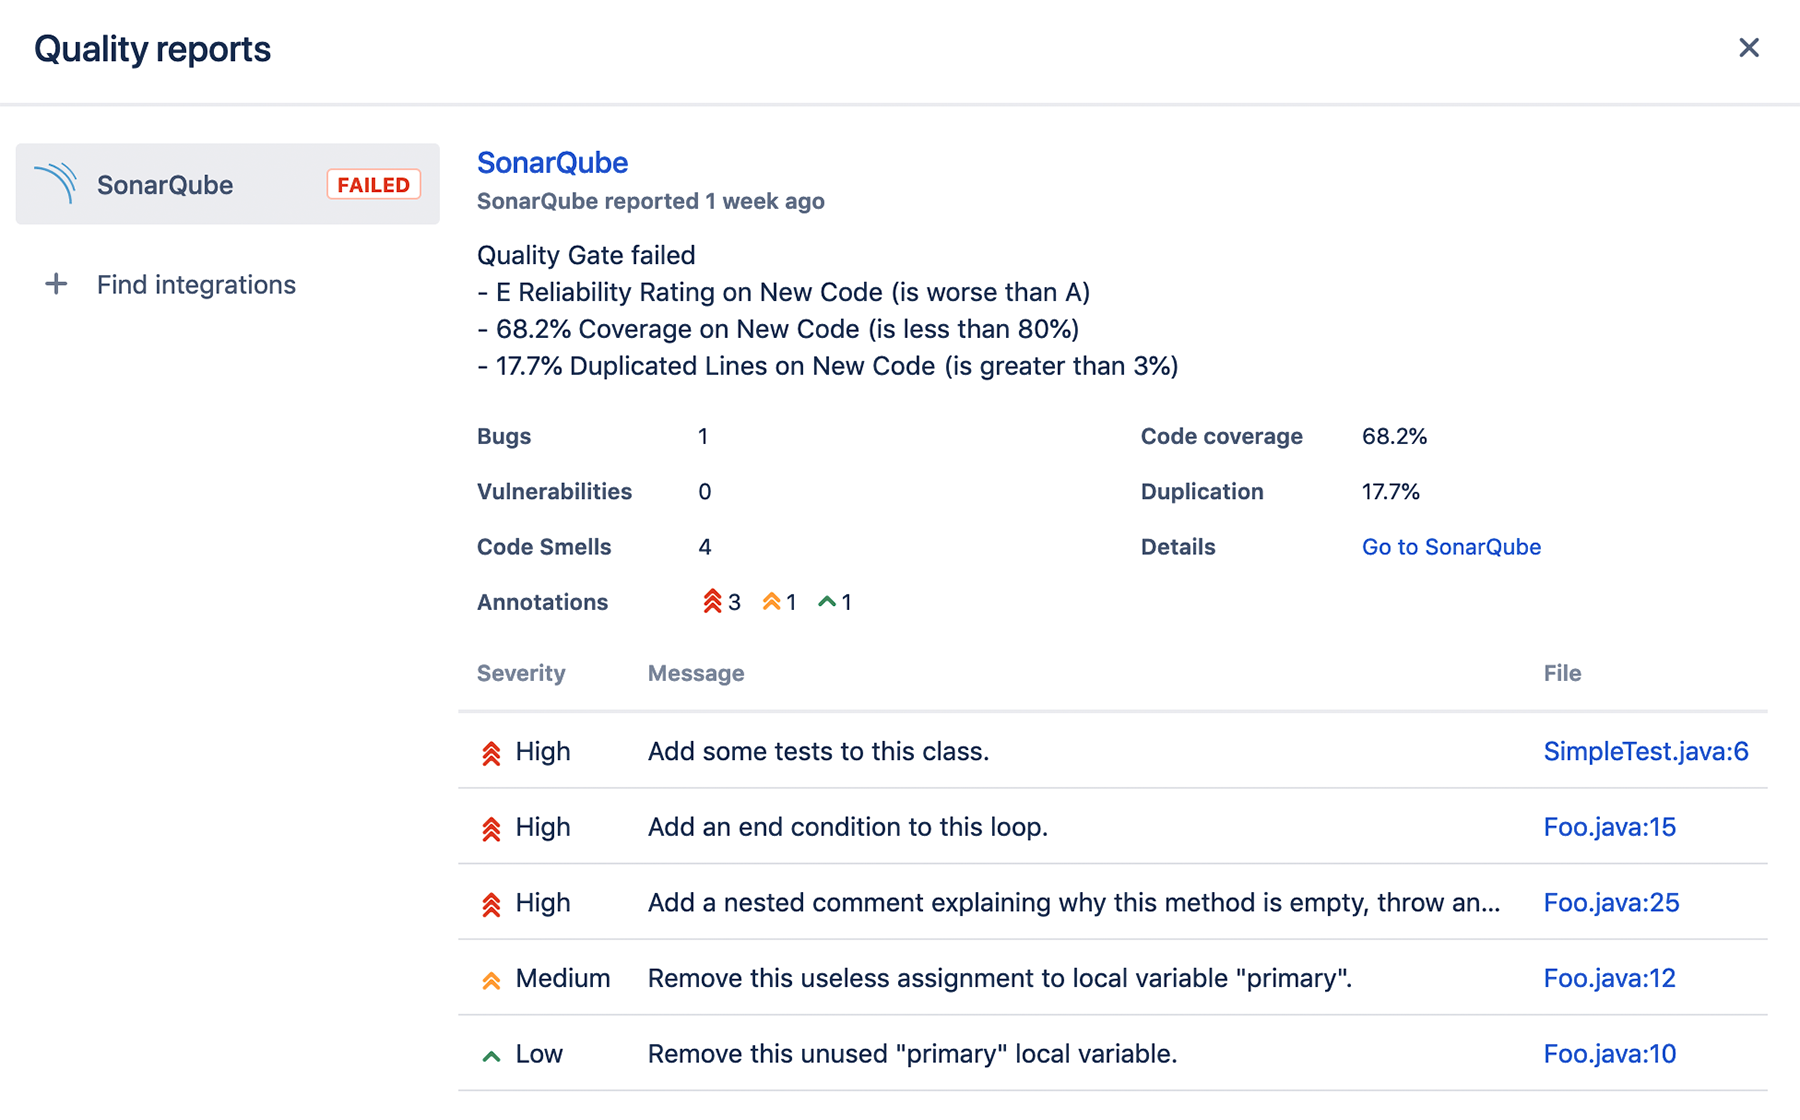 Quality reports
SonarQube FAILED
Find integrations
SonarQube
SonarQube reported 1 week ago
Quality Gate failed
- E Reliability Rating on New Code (is worse than A)
- 68.2% Coverage on New Code (is less than 80%)
- 17.7% Duplicated Lines on New Code (is greater than 3%)
Bugs 1 Code coverage 68.2%
Vulnerabilities 0 Duplication 17.7%
Code Smells 4 Details Go to SonarQube
Annotations 3 1 1
Severity Message File
High Add some tests to this class. SimpleTest.java:6
High Add an end condition to this loop. Foo.java:15
High Add a nested comment explaining why this method is empty, throw an... Foo.java:25
Medium Remove this useless assignment to local variable "primary". Foo.java:12
Low Remove this unused "primary" local variable. Foo.java:10